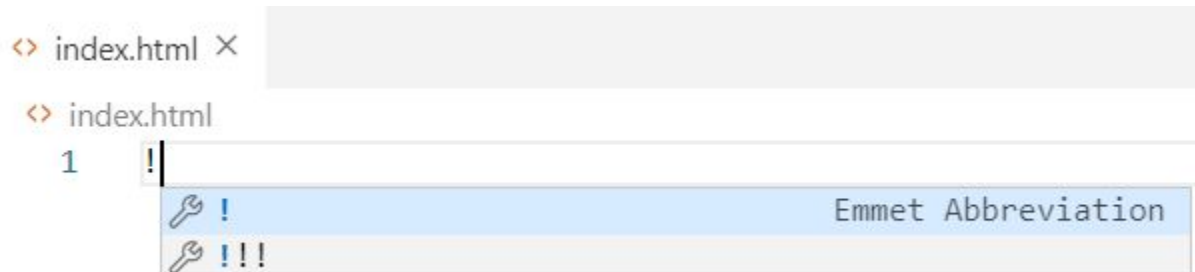 index.html ×
index.html
1 !
! Emmet Abbreviation
!!!